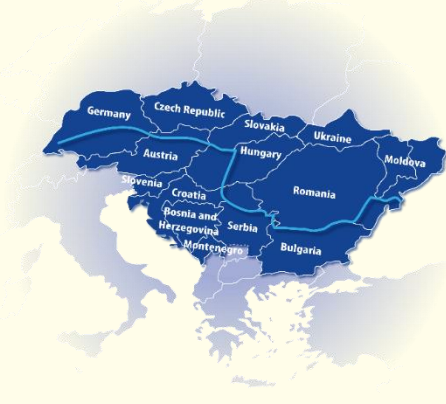 Germany
Czech Republic
Slovakia
Ukraine
Moldova
Austria
Hungary
Romania
Slovenia
Croatia
Bosnia and
Herzegovina
Serbia
Montenegro
Bulgaria